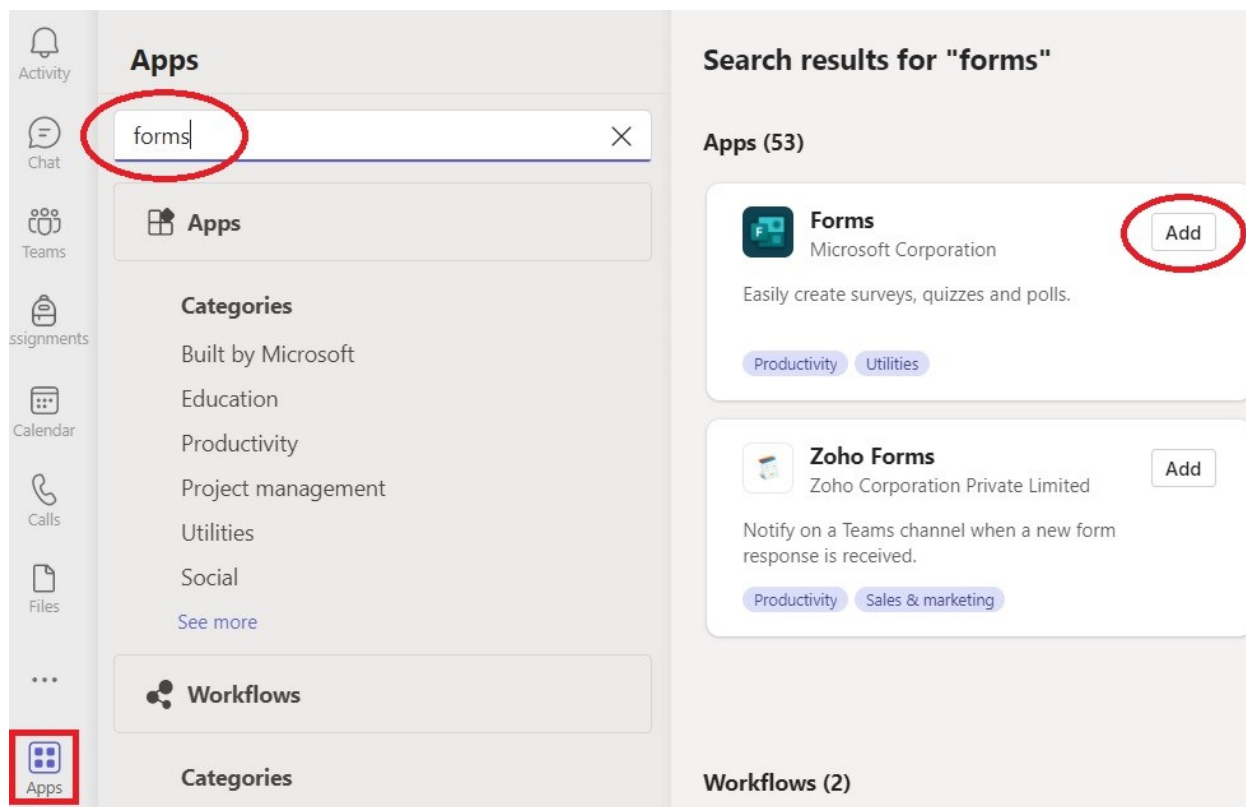 Activity
Chat
Teams
ssignments
Calendar
Calls
Files
Apps
Apps
forms
Apps
Categories
Built by Microsoft
Education
Productivity
Project management
Utilities
Social
See more
Workflows
Categories
Search results for "forms"
Apps (53)
Forms
Microsoft Corporation
Add
Easily create surveys, quizzes and polls.
Productivity Utilities
Zoho Forms
Zoho Corporation Private Limited
Add
Notify on a Teams channel when a new form
response is received.
Productivity Sales & marketing
Workflows (2)